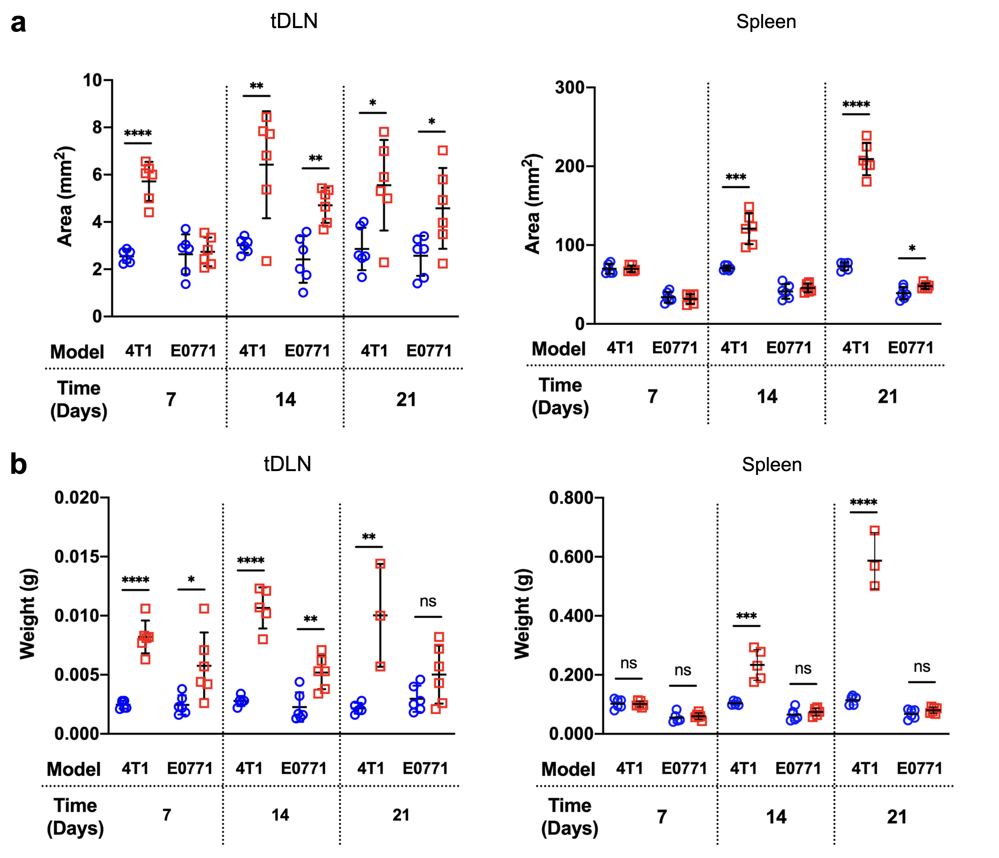 a
tDLN
Spleen
10
8
6
4
2
0
Area (mm2)
****
**
**
*
*
Model 4T1 E0771 4T1 E0771 4T1 E0771
Time
(Days)
7 14 21
300
200
100
0
Area (mm2)
***
****
*
Model 4T1 E0771 4T1 E0771 4T1 E0771
Time
(Days)
7 14 21
b
tDLN
Spleen
0.020
0.015
0.010
0.005
0.000
Weight (g)
****
*
****
**
**
ns
Model 4T1 E0771 4T1 E0771 4T1 E0771
Time
(Days)
7 14 21
0.800
0.600
0.400
0.200
0.000
Weight (g)
ns
ns
***
ns
****
ns
Model 4T1 E0771 4T1 E0771 4T1 E0771
Time
(Days)
7 14 21